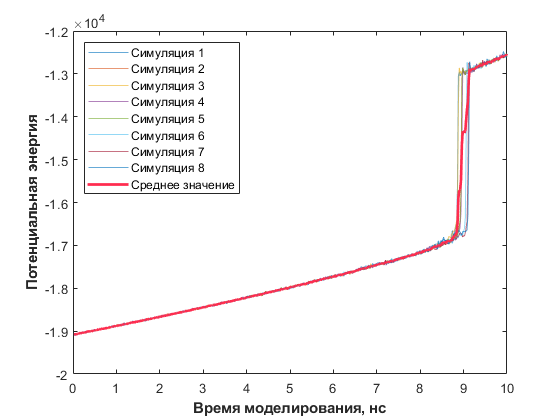 ×10⁴
-1.2
-1.3
-1.4
-1.5
-1.6
-1.7
-1.8
-1.9
-2
Потенциальная энергия
Симуляция 1
Симуляция 2
Симуляция 3
Симуляция 4
Симуляция 5
Симуляция 6
Симуляция 7
Симуляция 8
Среднее значение
0 1 2 3 4 5 6 7 8 9 10
Время моделирования, нс